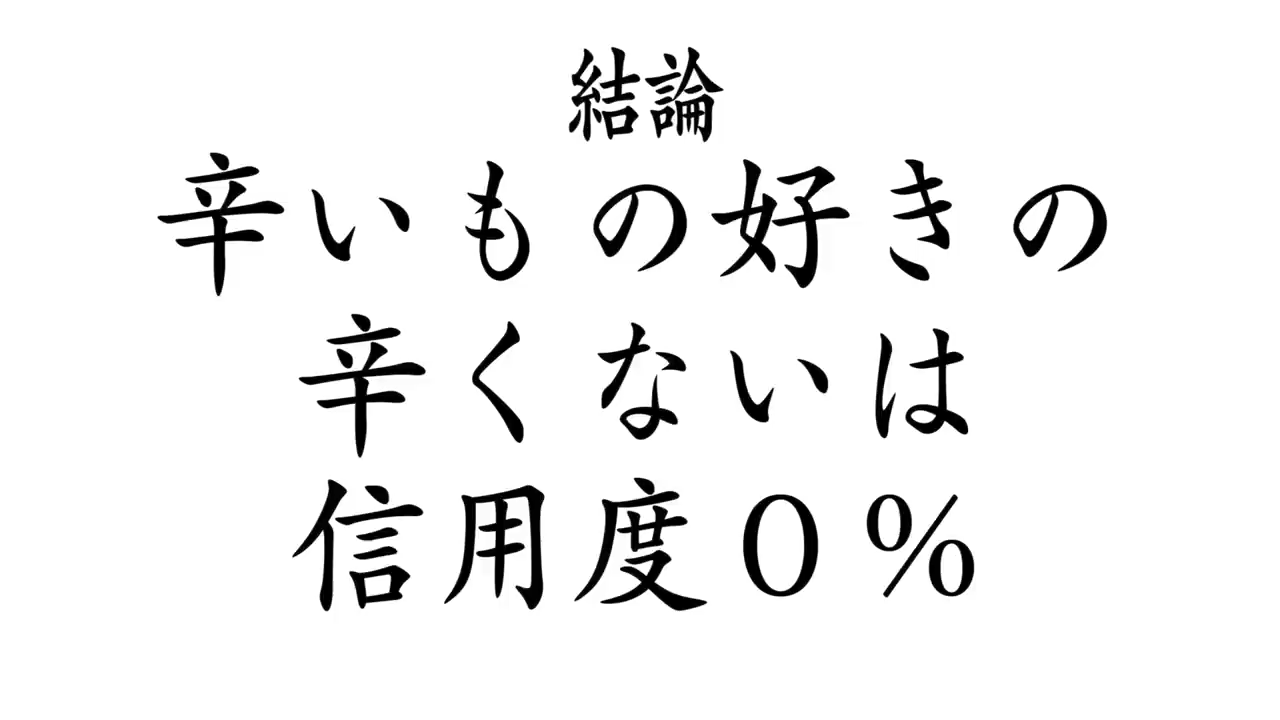 結論
辛いもの好きの
辛くないは
信用度０％